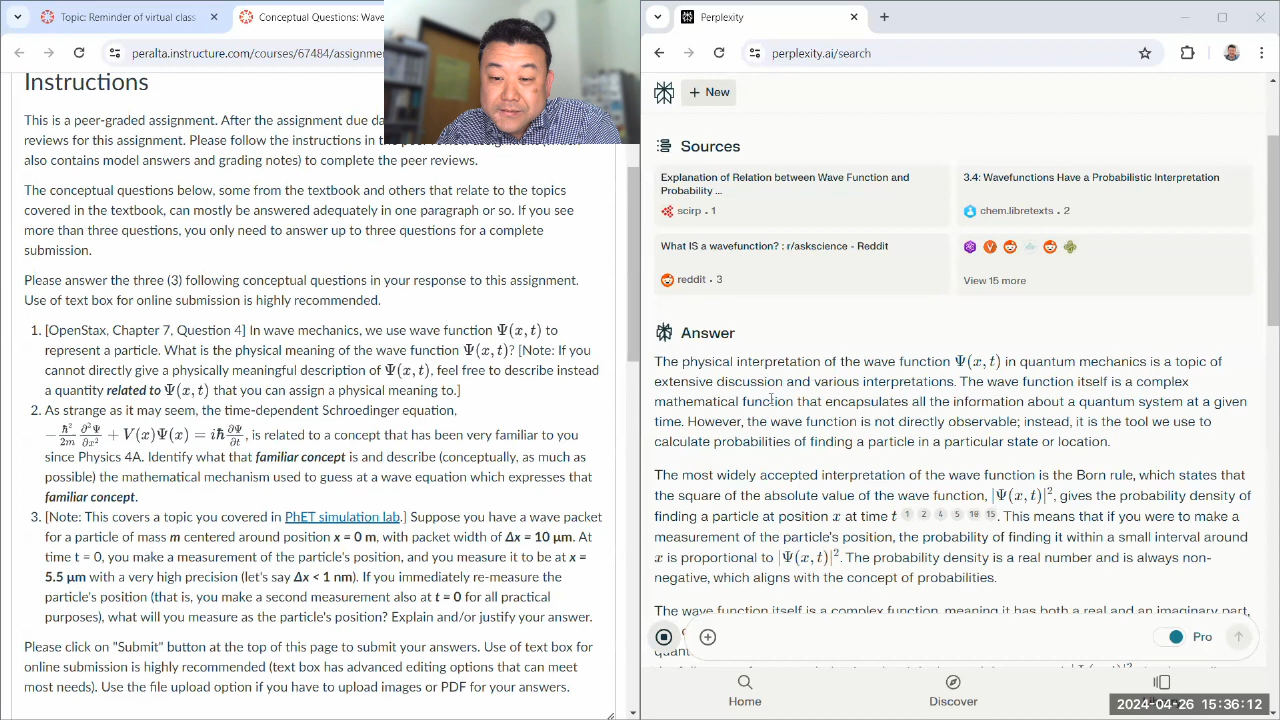 Topic: Reminder of virtual class
Conceptual Questions: Wave
peralta.instructure.com/courses/67484/assignme
Instructions
This is a peer-graded assignment. After the assignment due da
reviews for this assignment. Please follow the instructions in t
also contains model answers and grading notes) to complete the peer reviews.
The conceptual questions below, some from the textbook and others that relate to the topics
covered in the textbook, can mostly be answered adequately in one paragraph or so. If you see
more than three questions, you only need to answer up to three questions for a complete
submission.
Please answer the three (3) following conceptual questions in your response to this assignment.
Use of text box for online submission is highly recommended.
1. [OpenStax, Chapter 7, Question 4] In wave mechanics, we use wave function Ψ(x, t) to
represent a particle. What is the physical meaning of the wave function Ψ(x, t)? [Note: If you
cannot directly give a physically meaningful description of Ψ(x, t), feel free to describe instead
a quantity related to Ψ(x, t) that you can assign a physical meaning to.]
2. As strange as it may seem, the time-dependent Schroedinger equation,
−ħ²/2m ∂²Ψ/∂x² + V(x)Ψ(x) = iħ ∂Ψ/∂t, is related to a concept that has been very familiar to you
since Physics 4A. Identify what that familiar concept is and describe (conceptually, as much as
possible) the mathematical mechanism used to guess at a wave equation which expresses that
familiar concept.
3. [Note: This covers a topic you covered in PhET simulation lab.] Suppose you have a wave packet
for a particle of mass m centered around position x = 0 m, with packet width of Δx = 10 μm. At
time t = 0, you make a measurement of the particle's position, and you measure it to be at x =
5.5 μm with a very high precision (let's say Δx < 1 nm). If you immediately re-measure the
particle's position (that is, you make a second measurement also at t = 0 for all practical
purposes), what will you measure as the particle's position? Explain and/or justify your answer.
Please click on "Submit" button at the top of this page to submit your answers. Use of text box for
online submission is highly recommended (text box has advanced editing options that can meet
most needs). Use the file upload option if you have to upload images or PDF for your answers.
Perplexity
perplexity.ai/search
+ New
Sources
Explanation of Relation between Wave Function and
Probability ...
scirp · 1
3.4: Wavefunctions Have a Probabilistic Interpretation
chem.libretexts · 2
What IS a wavefunction? : r/askscience - Reddit
reddit · 3
View 15 more
Answer
The physical interpretation of the wave function Ψ(x, t) in quantum mechanics is a topic of
extensive discussion and various interpretations. The wave function itself is a complex
mathematical function that encapsulates all the information about a quantum system at a given
time. However, the wave function is not directly observable; instead, it is the tool we use to
calculate probabilities of finding a particle in a particular state or location.
The most widely accepted interpretation of the wave function is the Born rule, which states that
the square of the absolute value of the wave function, |Ψ(x, t)|², gives the probability density of
finding a particle at position x at time t 1 2 4 5 10 15. This means that if you were to make a
measurement of the particle's position, the probability of finding it within a small interval around
x is proportional to |Ψ(x, t)|². The probability density is a real number and is always non-
negative, which aligns with the concept of probabilities.
The wave function itself is a complex function, meaning it has both a real and an imaginary part,
Pro
Home
Discover
2024-04-26 15:36:12